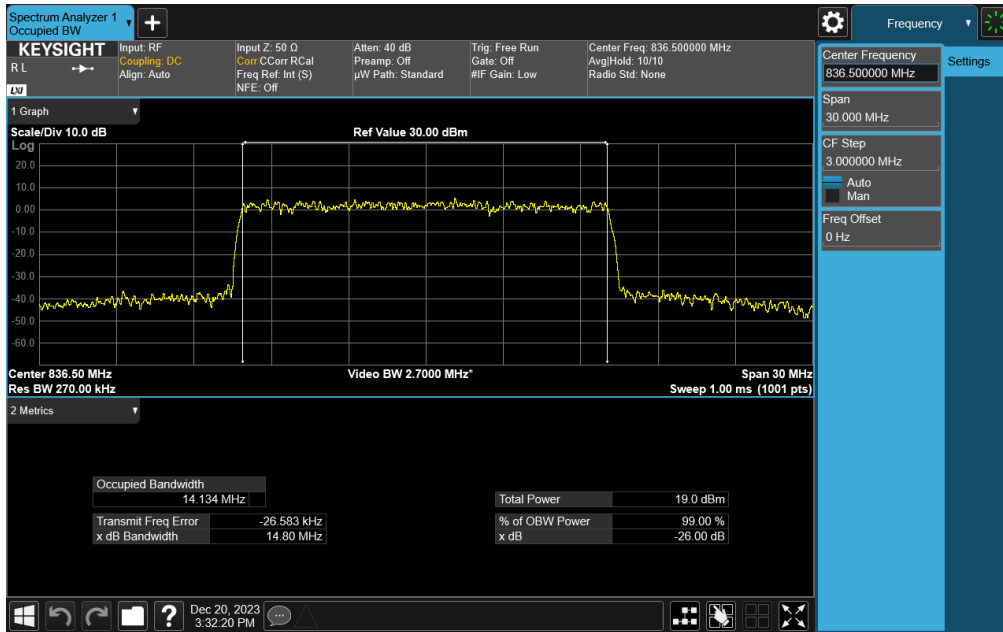 Spectrum Analyzer 1
Occupied BW
Frequency
KEYSIGHT
R L
LXI
Input: RF
Coupling: DC
Align: Auto
Input Z: 50 Ω
Corr CCorr RCal
Freq Ref: Int (S)
NFE: Off
Atten: 40 dB
Preamp: Off
µW Path: Standard
Trig: Free Run
Gate: Off
#IF Gain: Low
Center Freq: 836.500000 MHz
Avg|Hold: 10/10
Radio Std: None
Center Frequency
836.500000 MHz
Settings
Span
30.000 MHz
CF Step
3.000000 MHz
Auto
Man
Freq Offset
0 Hz
1 Graph
Scale/Div 10.0 dB
Ref Value 30.00 dBm
Log
20.0
10.0
0.00
-10.0
-20.0
-30.0
-40.0
-50.0
-60.0
Center 836.50 MHz
Video BW 2.7000 MHz*
Span 30 MHz
Res BW 270.00 kHz
Sweep 1.00 ms (1001 pts)
2 Metrics
Occupied Bandwidth
14.134 MHz
Total Power 19.0 dBm
Transmit Freq Error -26.583 kHz
% of OBW Power 99.00 %
x dB Bandwidth 14.80 MHz
x dB -26.00 dB
?
Dec 20, 2023
3:32:20 PM